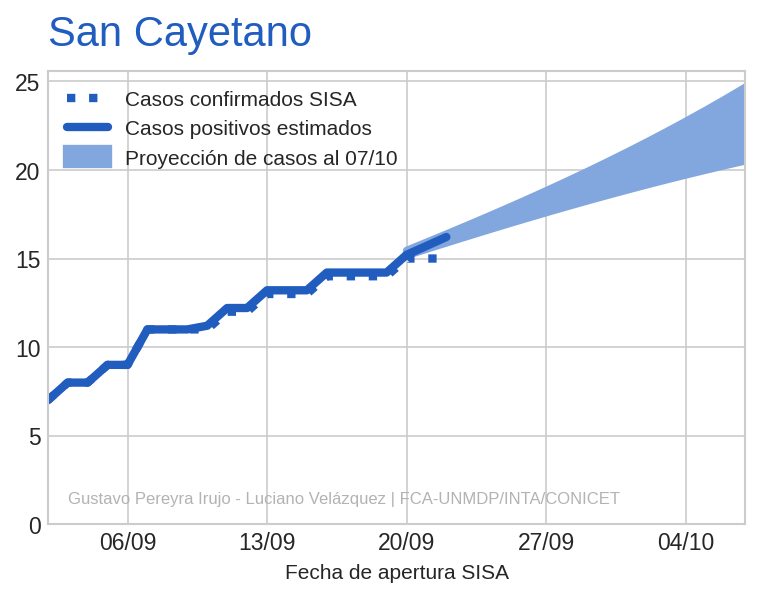 San Cayetano
25
Casos confirmados SISA
Casos positivos estimados
Proyección de casos al 07/10
20
15
10
5
Gustavo Pereyra Irujo - Luciano Velázquez | FCA-UNMDP/INTA/CONICET
0
06/09 13/09 20/09 27/09 04/10
Fecha de apertura SISA